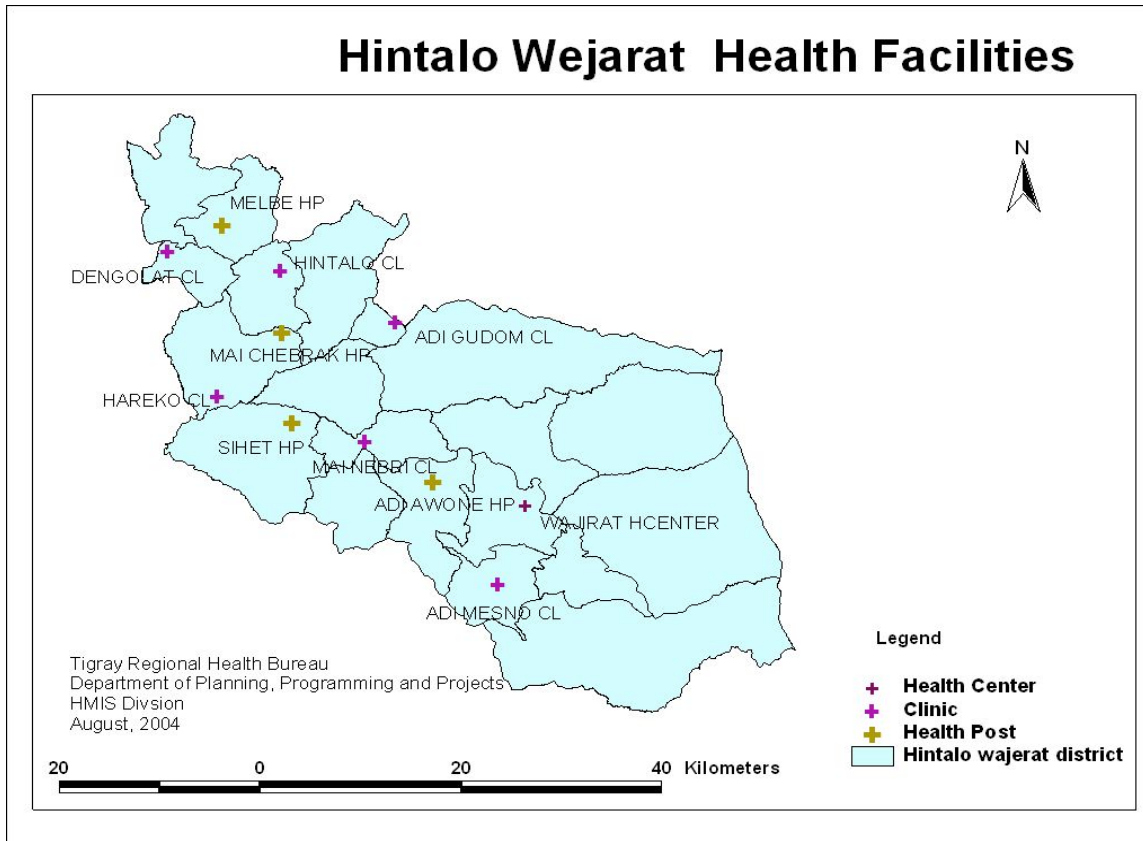 Hintalo Wejarat Health Facilities
N
MELBE HP
DENGOLAT CL
HINTALO CL
ADI GUDOM CL
MAI CHEBRAK HP
HAREKO CL
SIHET HP
MAI NEBRI CL
ADI AWONE HP
WAJIRAT HCENTER
ADI MESNO CL
Tigray Regional Health Bureau
Department of Planning, Programming and Projects
HMIS Divsion
August, 2004
Legend
Health Center
Clinic
Health Post
Hintalo wajerat district
20 0 20 40 Kilometers